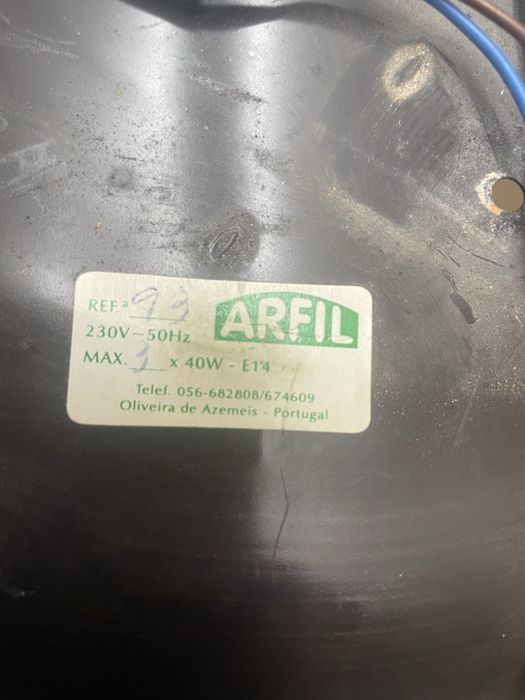 REF.ª 93
ARFIL
230V~50Hz
MAX. 3 x 40W - E14
Telef. 056-682808/674609
Oliveira de Azemeis - Portugal